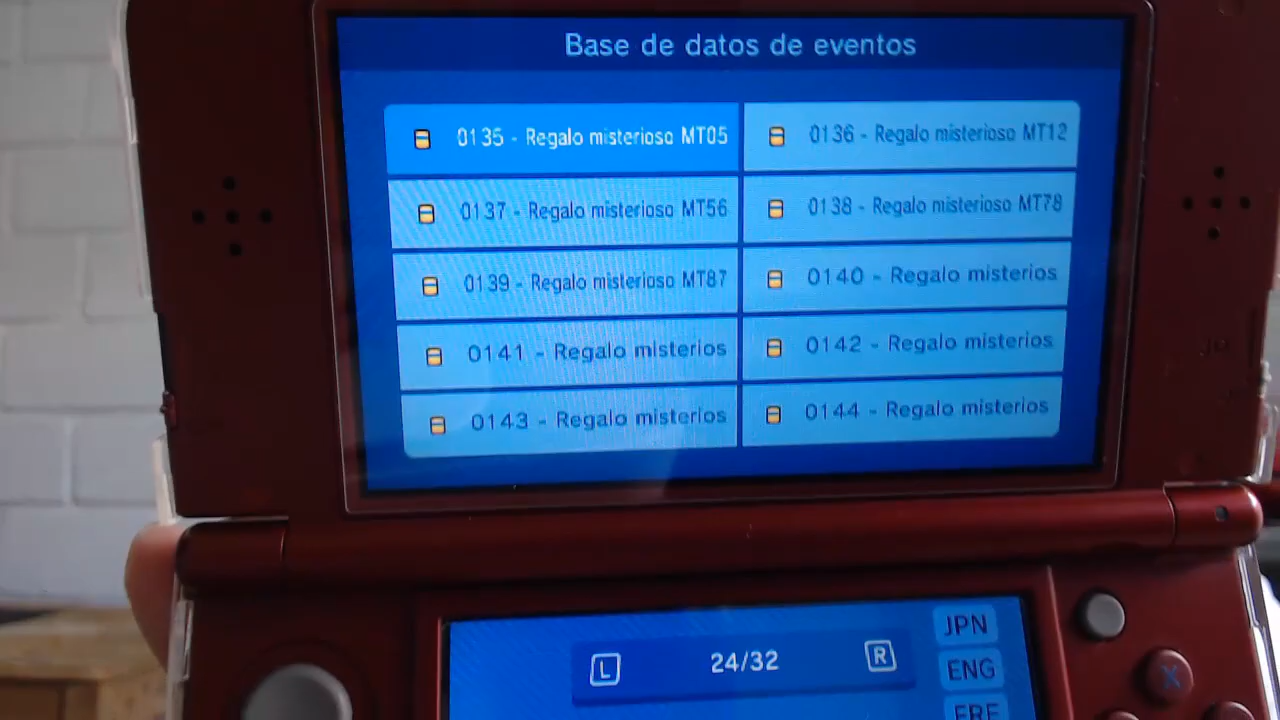 Base de datos de eventos
0135 - Regalo misterioso MT05
0136 - Regalo misterioso MT12
0137 - Regalo misterioso MT56
0138 - Regalo misterioso MT78
0139 - Regalo misterioso MT87
0140 - Regalo misterios
0141 - Regalo misterios
0142 - Regalo misterios
0143 - Regalo misterios
0144 - Regalo misterios
L 24/32 R
JPN
ENG
FRE
X